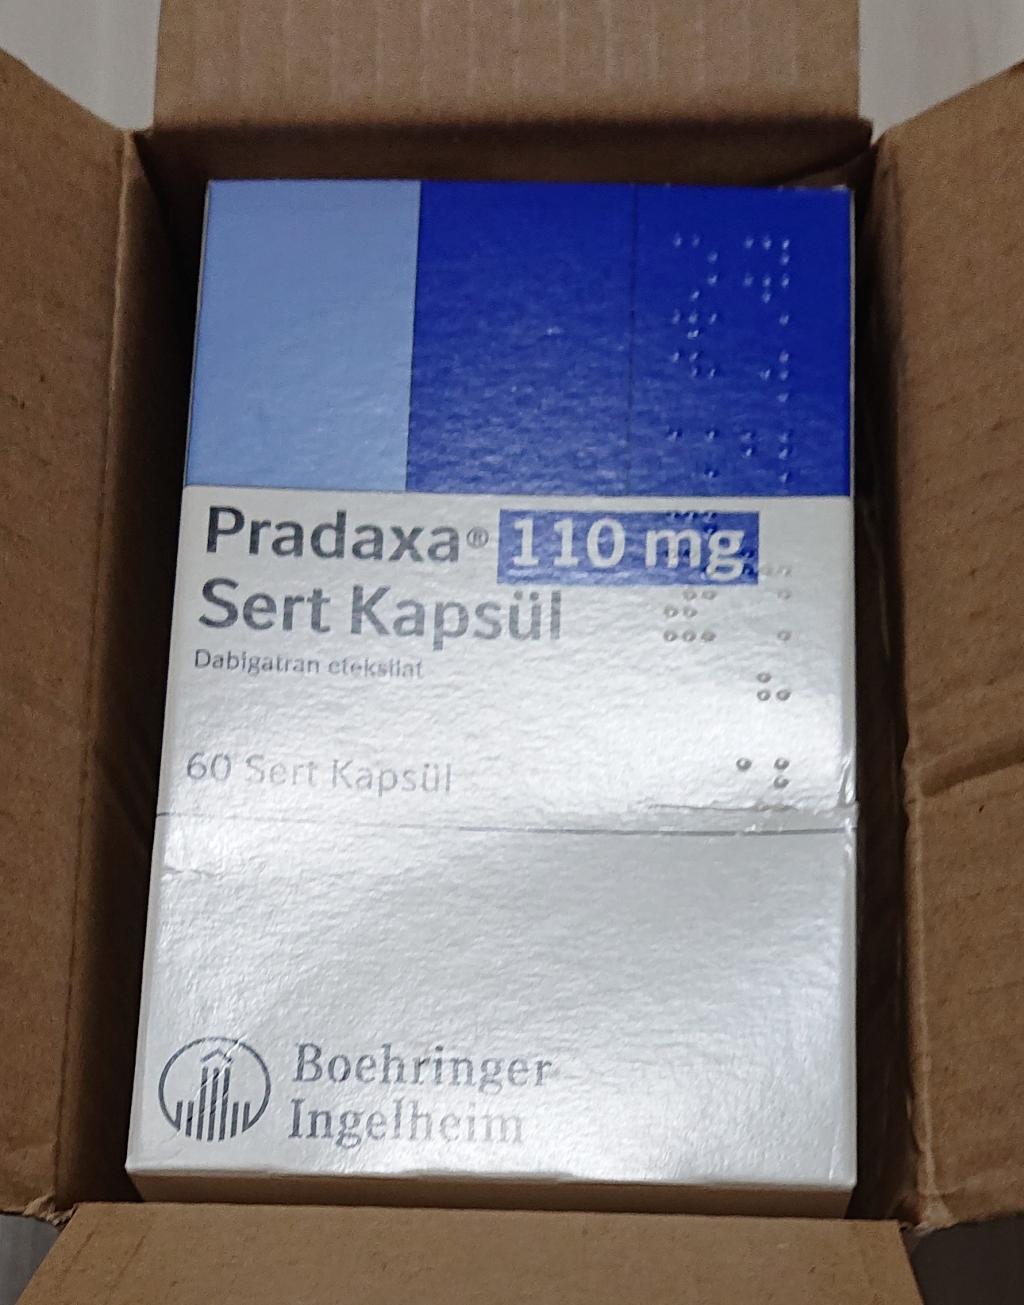 Pradaxa® 110 mg
Sert Kapsül
Dabigatran eteksilat
60 Sert Kapsül
Boehringer
Ingelheim